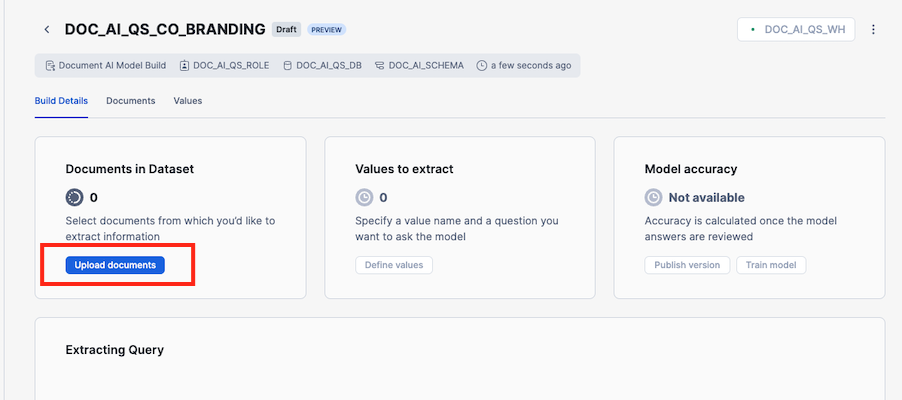 DOC_AI_QS_CO_BRANDING Draft PREVIEW DOC_AI_QS_WH
Document AI Model Build DOC_AI_QS_ROLE DOC_AI_QS_DB DOC_AI_SCHEMA a few seconds ago
Build Details Documents Values
Documents in Dataset
0
Select documents from which you'd like to
extract information
Upload documents
Values to extract
0
Specify a value name and a question you
want to ask the model
Define values
Model accuracy
Not available
Accuracy is calculated once the model
answers are reviewed
Publish version Train model
Extracting Query